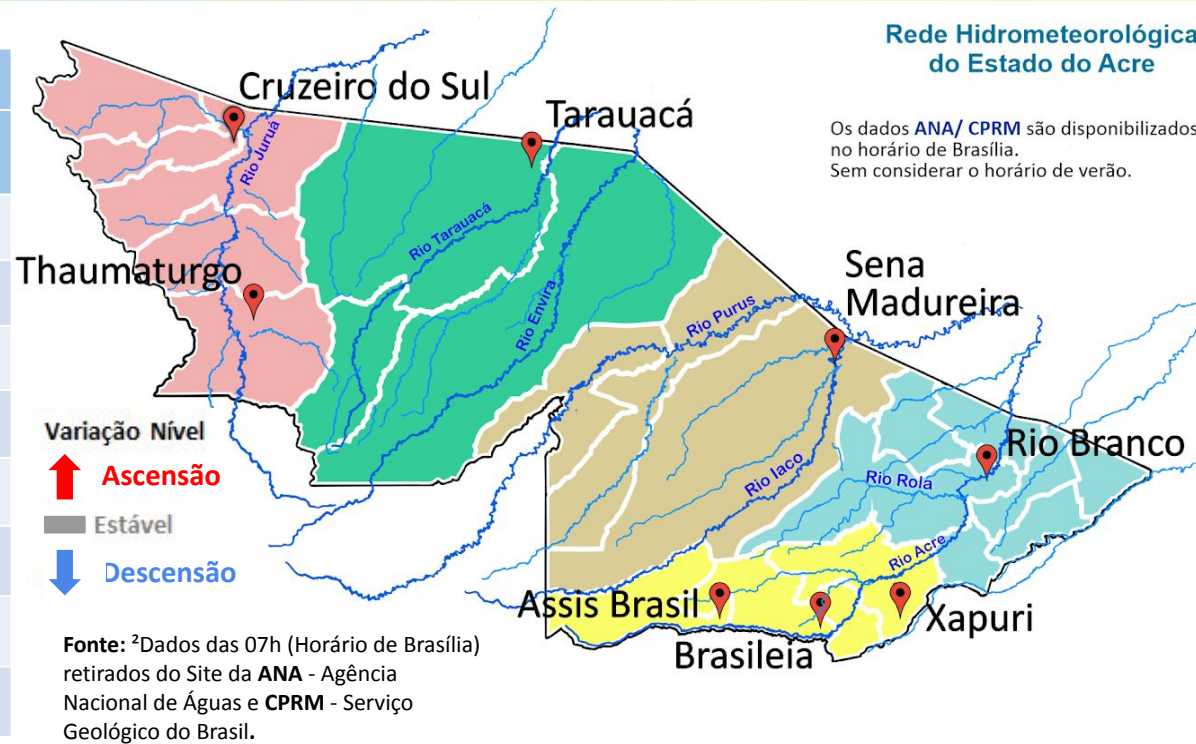 Rede Hidrometeorológica
do Estado do Acre
Os dados ANA/ CPRM são disponibilizados
no horário de Brasília.
Sem considerar o horário de verão.
Cruzeiro do Sul
Tarauacá
Rio Juruá
Rio Tarauacá
Thaumaturgo
Rio Envira
Sena
Madureira
Rio Purus
Variação Nível
Ascensão
Estável
Descensão
Rio Branco
Rio Iaco
Rio Rola
Rio Acre
Assis Brasil
Xapuri
Brasileia
Fonte: ²Dados das 07h (Horário de Brasília)
retirados do Site da ANA - Agência
Nacional de Águas e CPRM - Serviço
Geológico do Brasil.